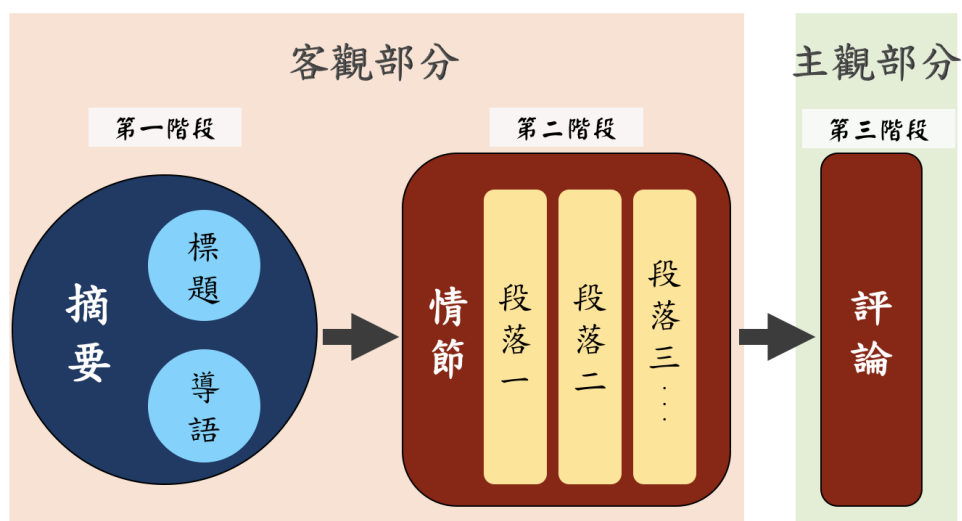 客觀部分
主觀部分
第一階段
第二階段
第三階段
摘要
標題
導語
情節
段落一
段落二
段落三....
評論